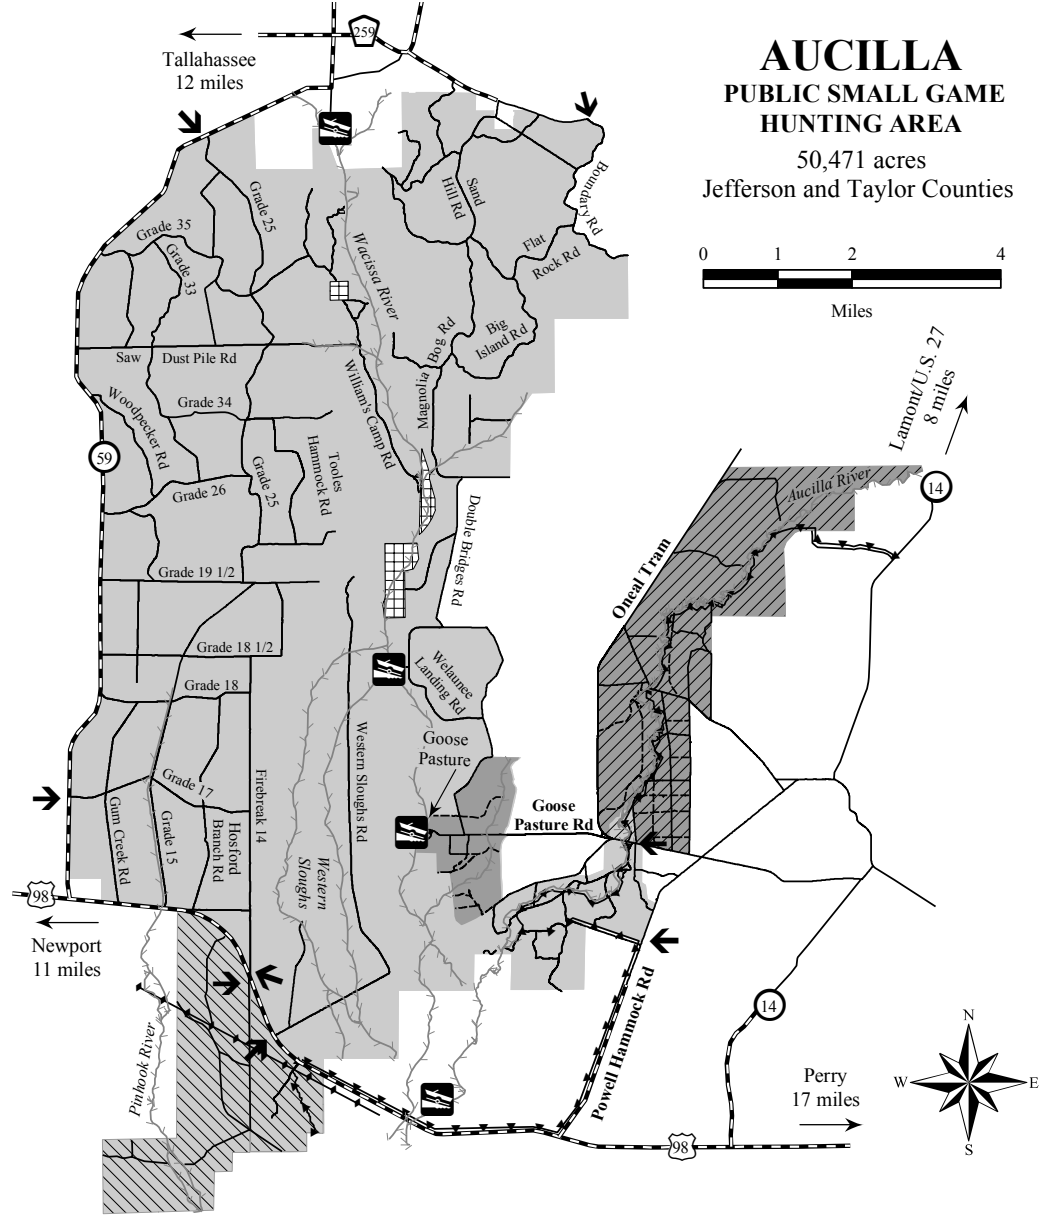 259
Tallahassee
12 miles
AUCILLA
PUBLIC SMALL GAME
HUNTING AREA
50,471 acres
Jefferson and Taylor Counties
0 1 2 4
Miles
Boundary Rd
Sand
Hill Rd
Grade 25
Grade 35
Grade 33
Wacissa River
Flat
Rock Rd
Big
Island Rd
Magnolia Bog Rd
Saw Dust Pile Rd
William's Camp Rd
Lamont/U.S. 27
8 miles
Woodpecker Rd
Grade 34
59
Tooles
Hammock Rd
Grade 25
Grade 26
Aucilla River
14
Double Bridges Rd
Oneal Tram
Grade 19 1/2
Grade 18 1/2
Welaunee
Landing Rd
Grade 18
Goose
Pasture
Western Sloughs Rd
Grade 17
Firebreak 14
Goose
Pasture Rd
Gum Creek Rd
Grade 15
Hosford
Branch Rd
Western
Sloughs
98
Newport
11 miles
Powell Hammock Rd
14
Pinhook River
N
W E
S
Perry
17 miles
98